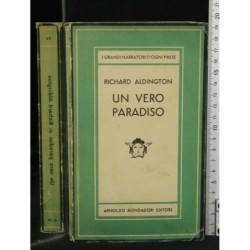 I GRANDI NARRATORI D'OGNI PAESE
RICHARD ALDINGTON
UN VERO
PARADISO
ARNOLDO MONDADORI EDITORE